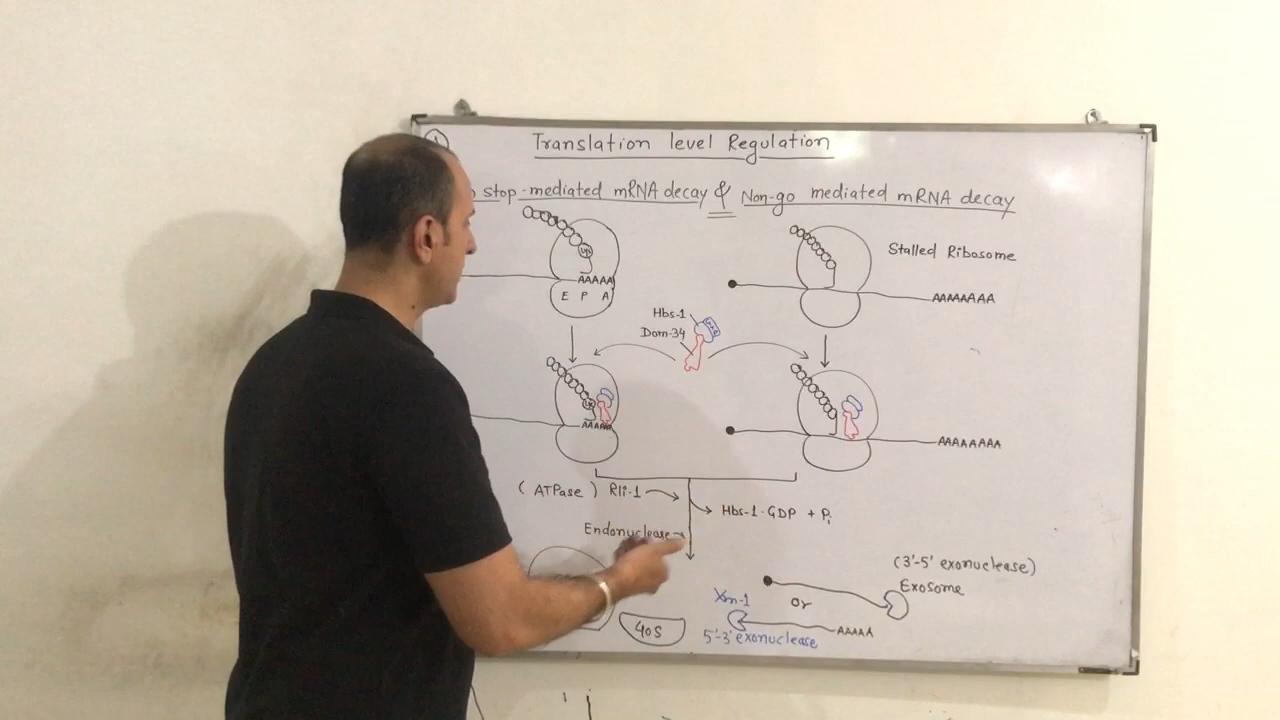 Translation level Regulation
stop-mediated mRNA decay & Non-go mediated mRNA decay
Stalled Ribosome
AAAAA
E P A
AAAAAAAA
Hbs-1
Dom-34
AAAAA
AAAAAAAA
(ATPase) Rli-1
Hbs-1·GDP + Pi
Endonuclease
(3'-5' exonuclease)
Exosome
Xrn-1
or
40S
AAAAA
5'-3' exonuclease